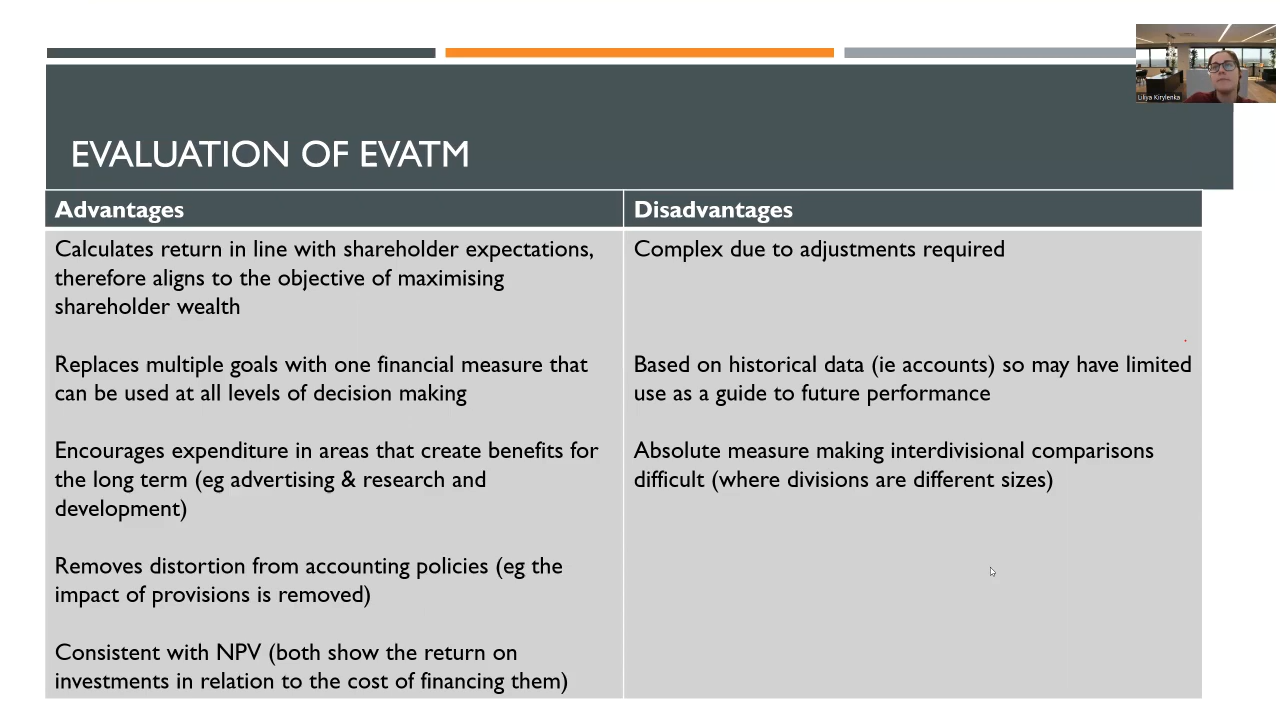 Liliya Kirylenka
EVALUATION OF EVATM
Advantages
Calculates return in line with shareholder expectations,
therefore aligns to the objective of maximising
shareholder wealth
Replaces multiple goals with one financial measure that
can be used at all levels of decision making
Encourages expenditure in areas that create benefits for
the long term (eg advertising & research and
development)
Removes distortion from accounting policies (eg the
impact of provisions is removed)
Consistent with NPV (both show the return on
investments in relation to the cost of financing them)
Disadvantages
Complex due to adjustments required
Based on historical data (ie accounts) so may have limited
use as a guide to future performance
Absolute measure making interdivisional comparisons
difficult (where divisions are different sizes)